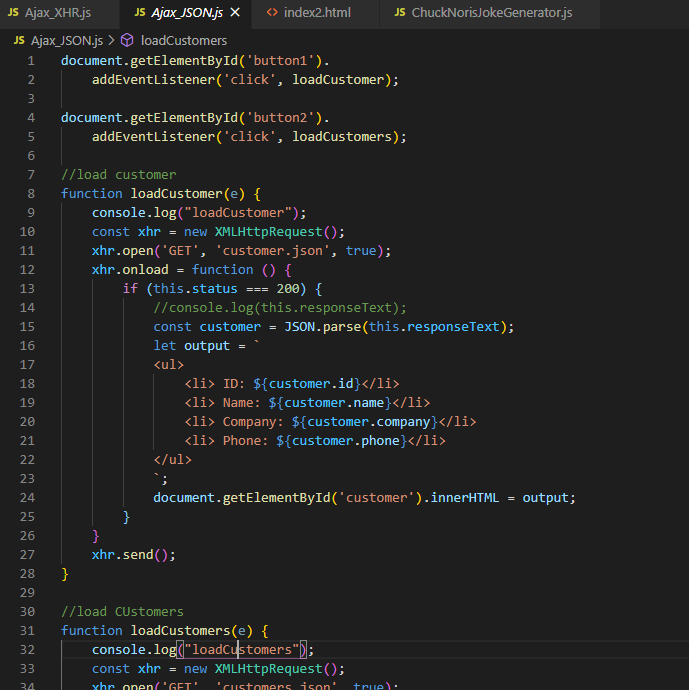 JS Ajax_XHR.js JS Ajax_JSON.js × <> index2.html JS ChuckNorisJokeGenerator.js
JS Ajax_JSON.js > loadCustomers
1 document.getElementById('button1').
2     addEventListener('click', loadCustomer);
3
4 document.getElementById('button2').
5     addEventListener('click', loadCustomers);
6
7 //load customer
8 function loadCustomer(e) {
9     console.log("loadCustomer");
10     const xhr = new XMLHttpRequest();
11     xhr.open('GET', 'customer.json', true);
12     xhr.onload = function () {
13         if (this.status === 200) {
14             //console.log(this.responseText);
15             const customer = JSON.parse(this.responseText);
16             let output = `
17             <ul>
18                 <li> ID: ${customer.id}</li>
19                 <li> Name: ${customer.name}</li>
20                 <li> Company: ${customer.company}</li>
21                 <li> Phone: ${customer.phone}</li>
22             </ul>
23             `;
24             document.getElementById('customer').innerHTML = output;
25         }
26     }
27     xhr.send();
28 }
29
30 //load CUstomers
31 function loadCustomers(e) {
32     console.log("loadCustomers");
33     const xhr = new XMLHttpRequest();
34     xhr.open('GET', 'customers.json', true);